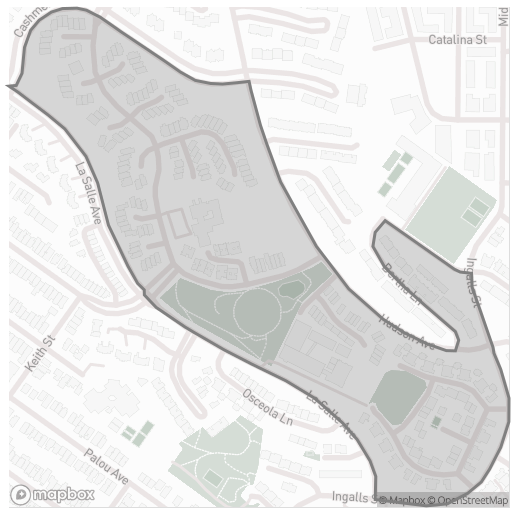 Cashme
Mid
Catalina St
La Salle Ave
Ingalls St
Bertha Ln
Hudson Ave
Keith St
La Salle Ave
Osceola Ln
Palou Ave
Ingalls S
mapbox
© Mapbox © OpenStreetMap